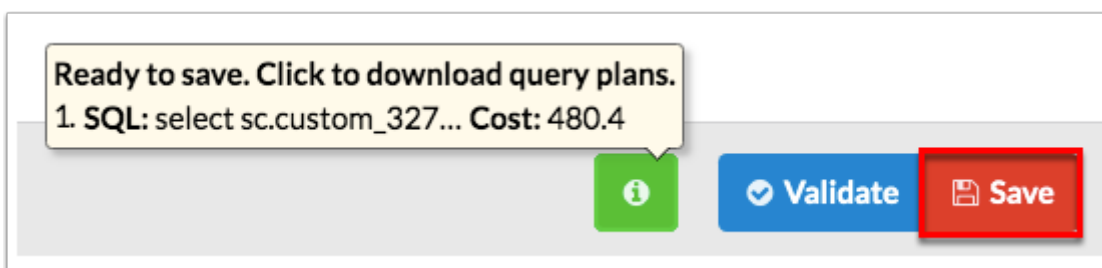 Ready to save. Click to download query plans.
1. SQL: select sc.custom_327... Cost: 480.4
Validate
Save